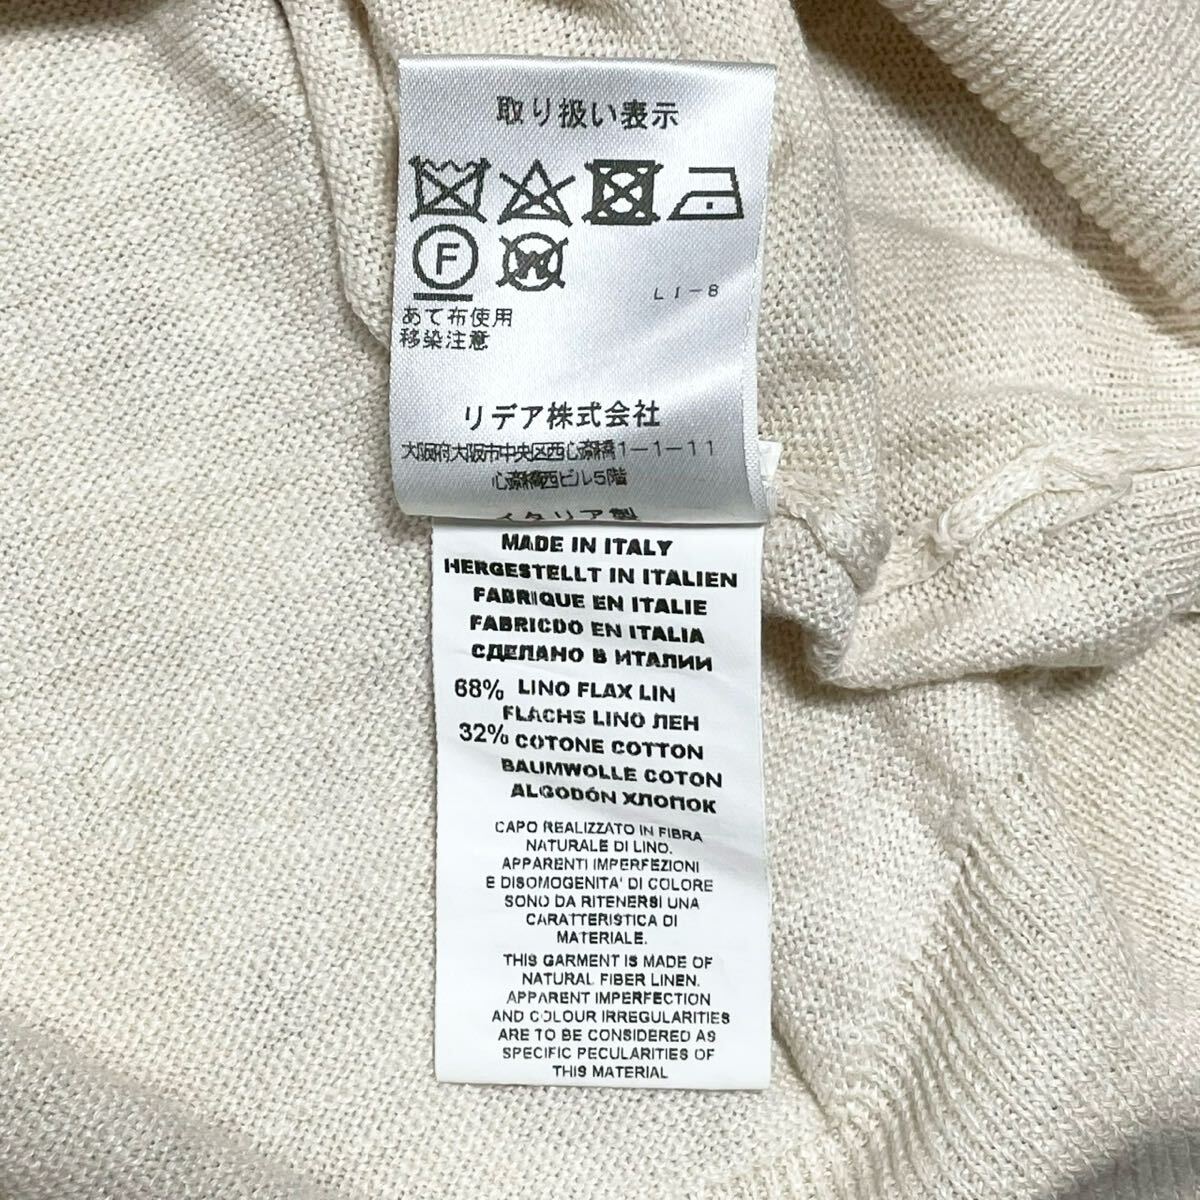 取り扱い表示
F
W
LI-8
あて布使用
移染注意
リデア株式会社
大阪府大阪市中央区西心斎橋1-1-11
心斎橋西ビル5階
イタリア製
MADE IN ITALY
HERGESTELLT IN ITALIEN
FABRIQUE EN ITALIE
FABRICDO EN ITALIA
СДЕЛАНО В ИТАЛИИ
68% LINO FLAX LIN
FLACHS LINO ЛЕН
32% COTONE COTTON
BAUMWOLLE COTON
ALGODÓN ХЛОПОК
CAPO REALIZZATO IN FIBRA
NATURALE DI LINO.
APPARENTI IMPERFEZIONI
E DISOMOGENITA' DI COLORE
SONO DA RITENERSI UNA
CARATTERISTICA DI
MATERIALE.
THIS GARMENT IS MADE OF
NATURAL FIBER LINEN.
APPARENT IMPERFECTION
AND COLOUR IRREGULARITIES
ARE TO BE CONSIDERED AS
SPECIFIC PECULARITIES OF
THIS MATERIAL